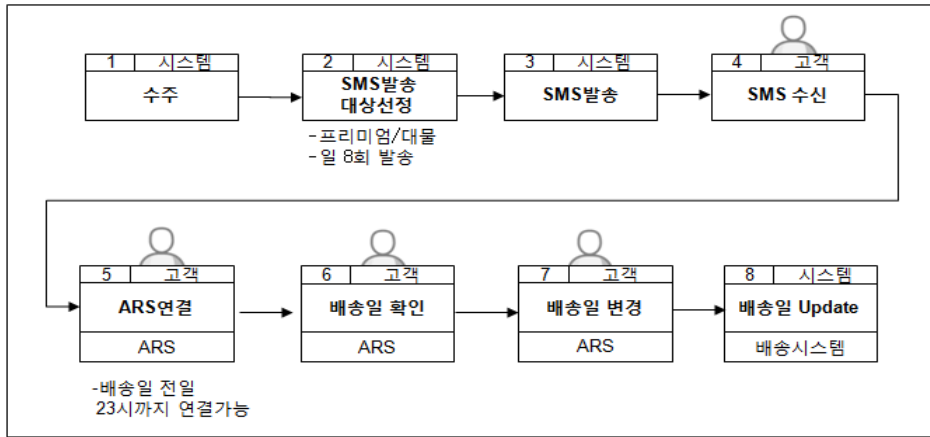 1 시스템
수주
2 시스템
SMS발송
대상선정
-프리미엄/대물
-일 8회 발송
3 시스템
SMS발송
4 고객
SMS 수신
5 고객
ARS연결
ARS
-배송일 전일
23시까지 연결가능
6 고객
배송일 확인
ARS
7 고객
배송일 변경
ARS
8 시스템
배송일 Update
배송시스템